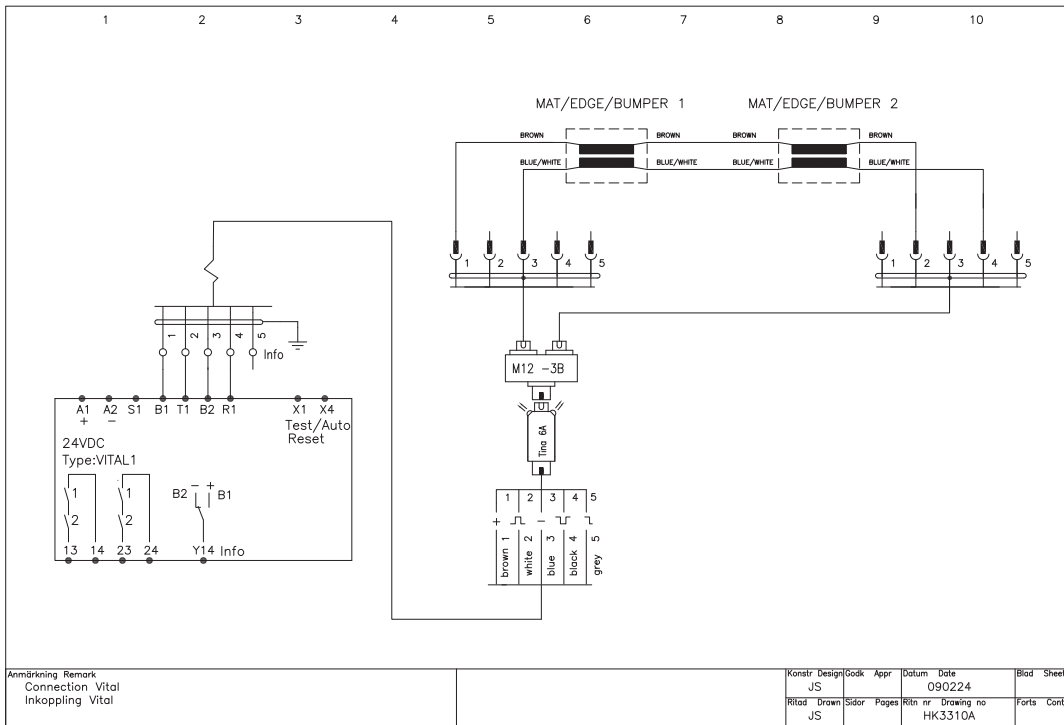 1 2 3 4 5 6 7 8 9 10
MAT/EDGE/BUMPER 1 MAT/EDGE/BUMPER 2
BROWN BROWN BROWN BROWN
BLUE/WHITE BLUE/WHITE BLUE/WHITE BLUE/WHITE
1 2 3 4 5 1 2 3 4 5
1 2 3 4 5
Info
M12 -3B
A1 A2 S1 B1 T1 B2 R1 X1 X4
+ - Test/Auto
Reset
24VDC
Type:VITAL1
Tina 6A
1 1 B2 - + B1
2 2
13 14 23 24 Y14 Info
1 2 3 4 5
+ -
brown 1
white 2
blue 3
black 4
grey 5
Anmärkning Remark
Connection Vital
Inkoppling Vital
Konstr Design Godk Appr Datum Date Blad Sheet
JS 090224
Ritad Drawn Sidor Pages Ritn nr Drawing no Forts Cont
JS HK3310A